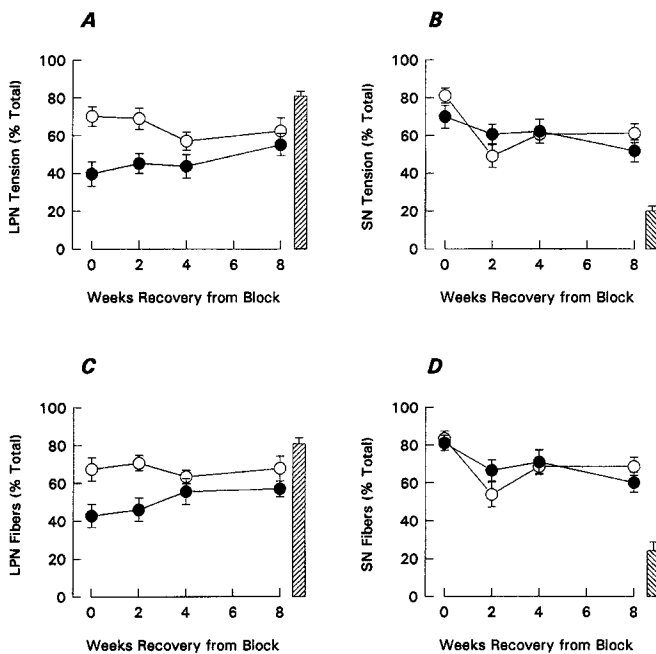 A
100
80
60
40
20
0
LPN Tension (% Total)
0 2 4 6 8
Weeks Recovery from Block
B
100
80
60
40
20
0
SN Tension (% Total)
0 2 4 6 8
Weeks Recovery from Block
C
100
80
60
40
20
0
LPN Fibers (% Total)
0 2 4 6 8
Weeks Recovery from Block
D
100
80
60
40
20
0
SN Fibers (% Total)
0 2 4 6 8
Weeks Recovery from Block